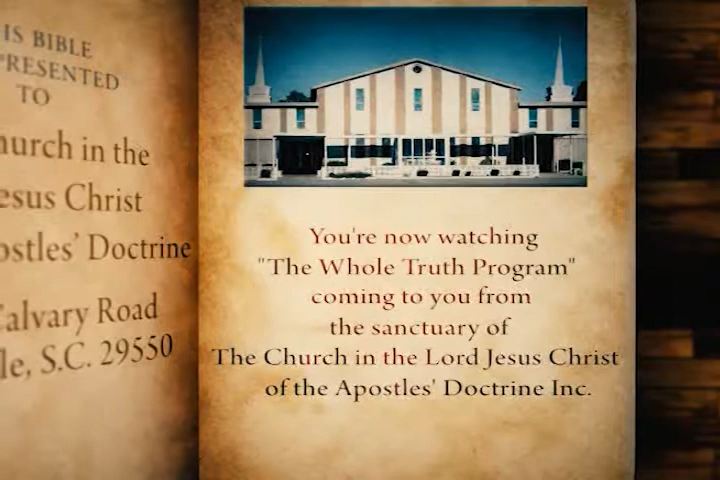 IS BIBLE
PRESENTED
TO
hurch in the
esus Christ
ostles' Doctrine
Calvary Road
le, S.C. 29550
You're now watching
"The Whole Truth Program"
coming to you from
the sanctuary of
The Church in the Lord Jesus Christ
of the Apostles' Doctrine Inc.